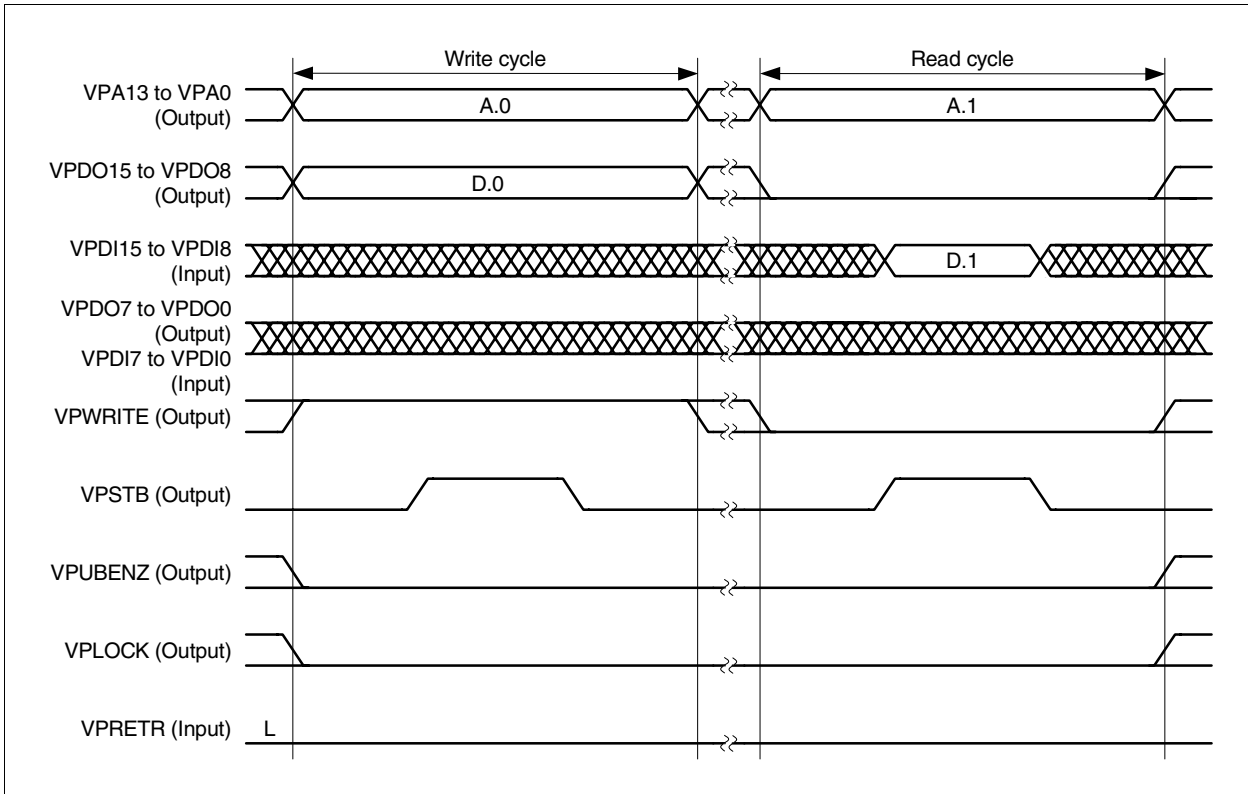 Write cycle
Read cycle
VPA13 to VPA0
(Output)
A.0
A.1
VPDO15 to VPDO8
(Output)
D.0
VPDI15 to VPDI8
(Input)
D.1
VPDO7 to VPDO0
(Output)
VPDI7 to VPDI0
(Input)
VPWRITE (Output)
VPSTB (Output)
VPUBENZ (Output)
VPLOCK (Output)
VPRETR (Input)
L